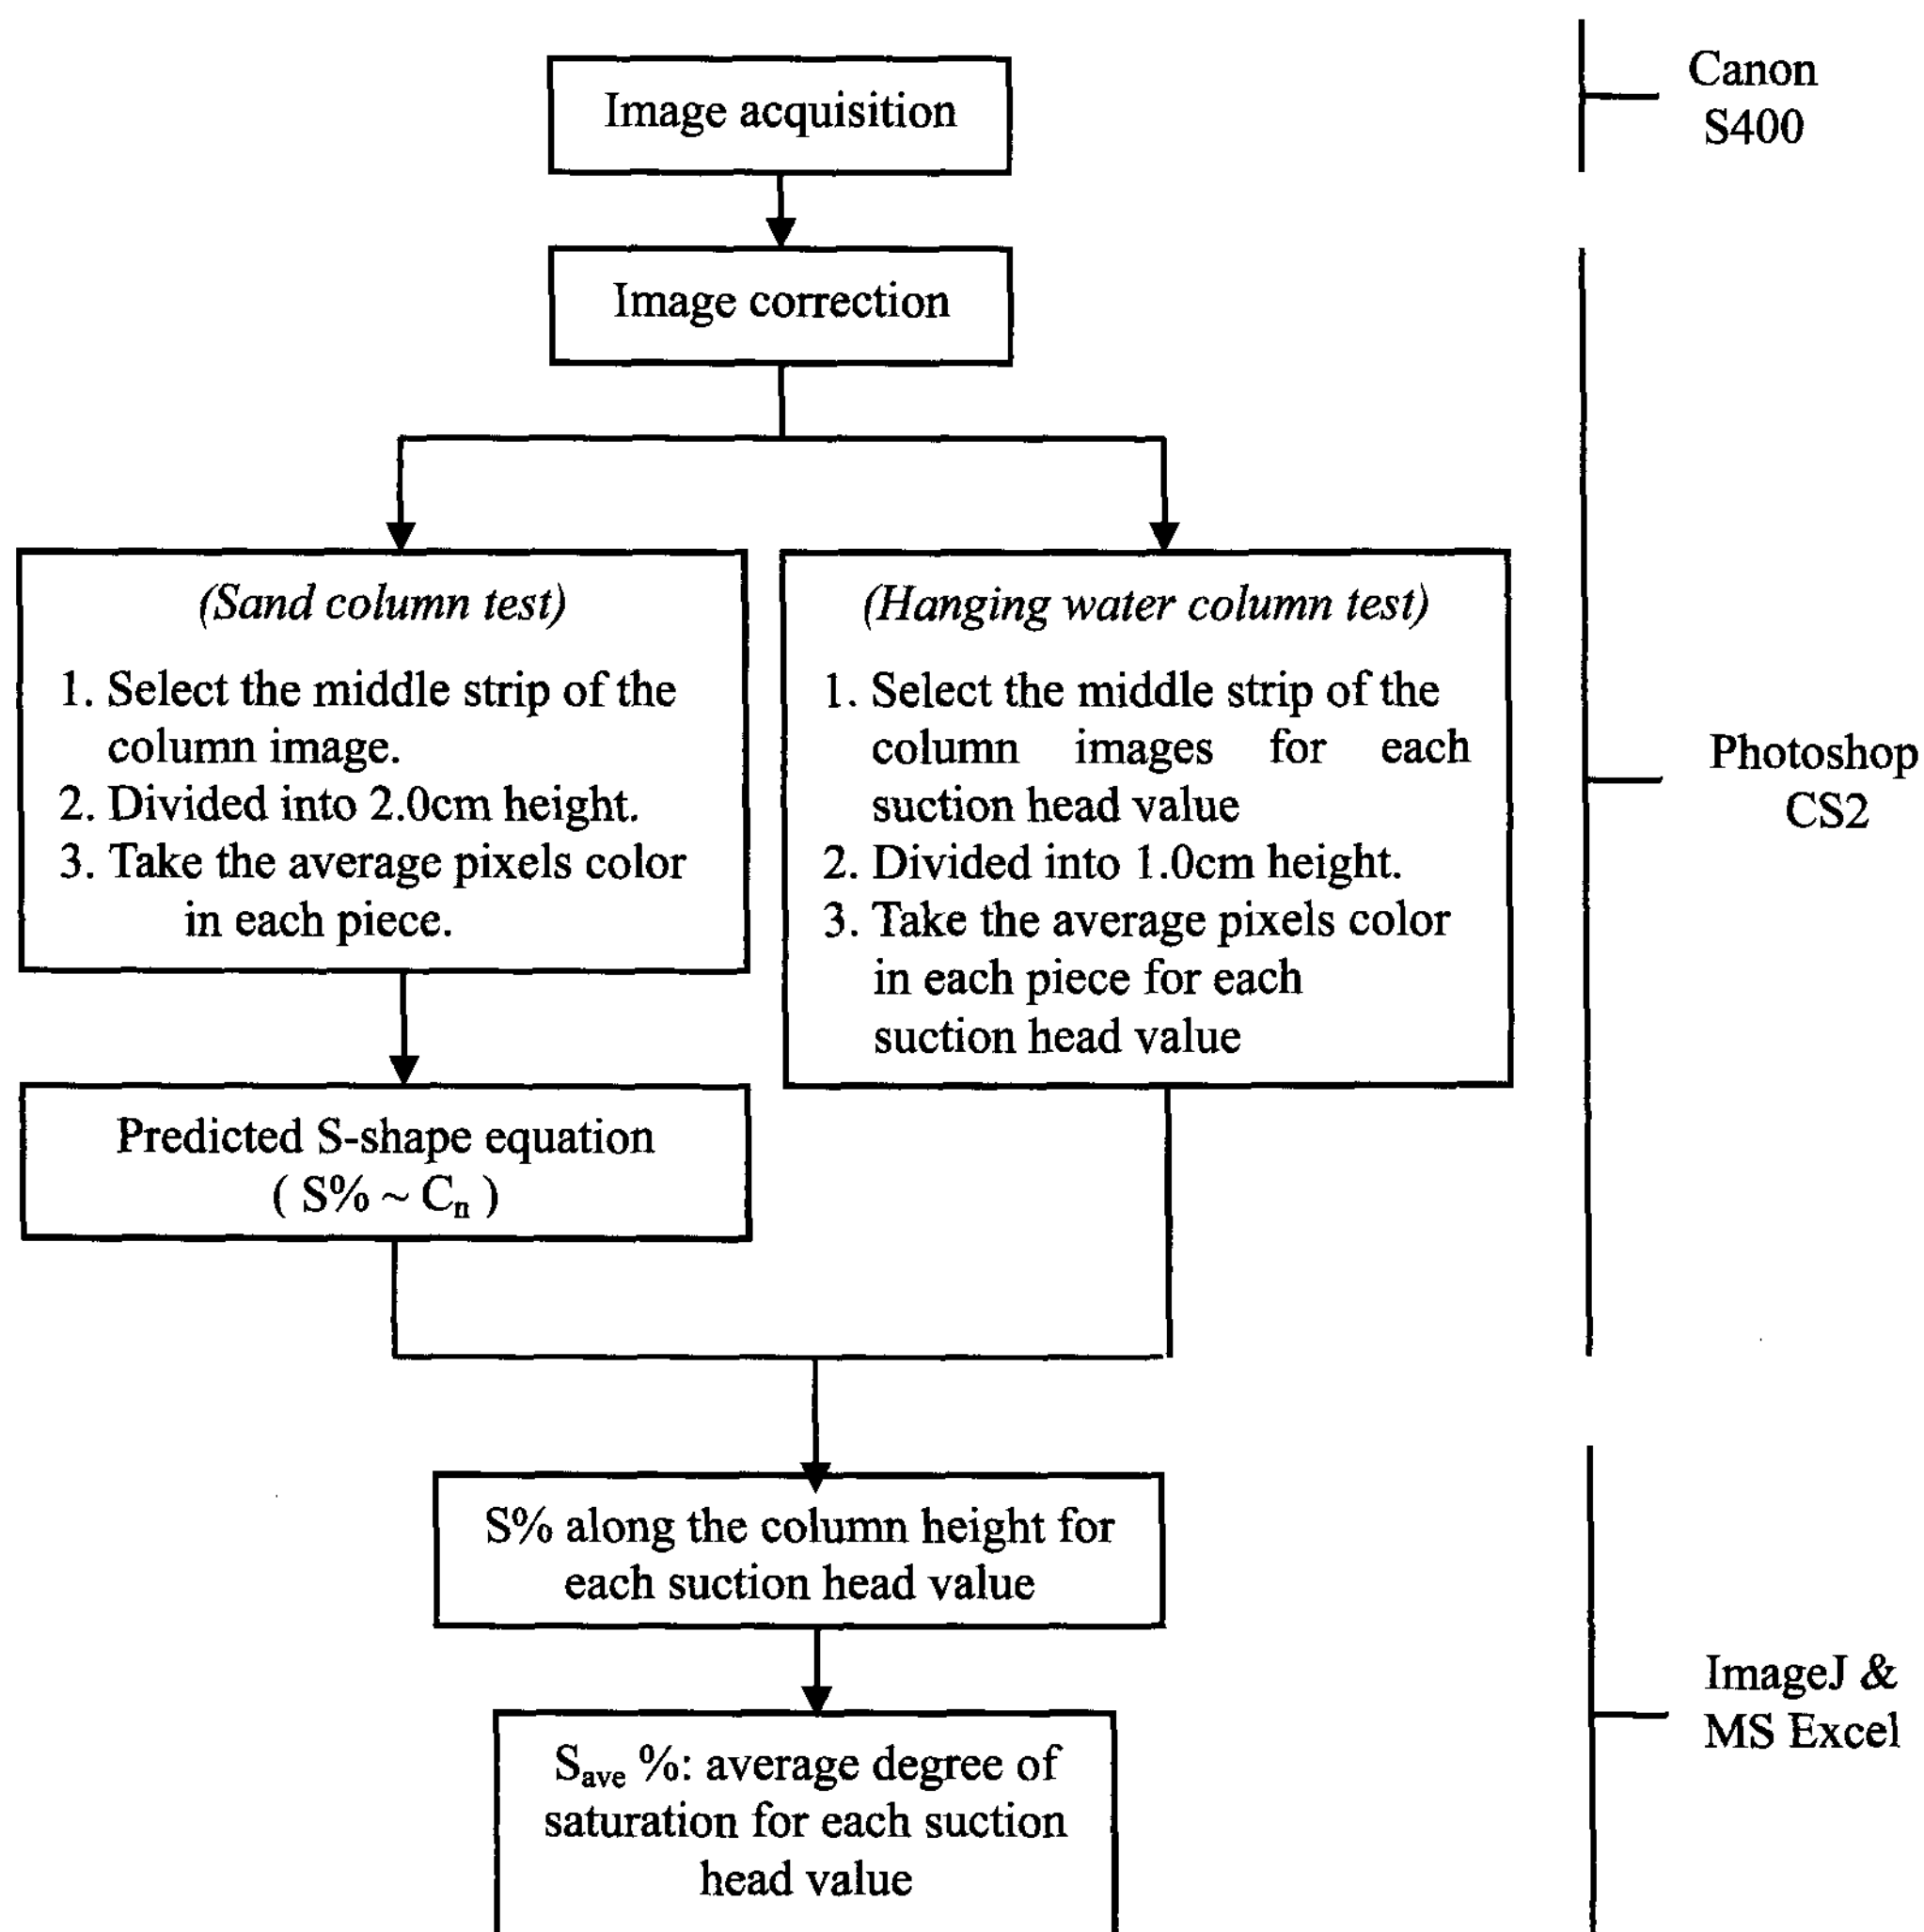 Canon
S400
Image acquisition
Image correction
(Sand column test)
1. Select the middle strip of the
column image.
2. Divided into 2.0cm height.
3. Take the average pixels color
in each piece.
(Hanging water column test)
1. Select the middle strip of the
column images for each
suction head value
2. Divided into 1.0cm height.
3. Take the average pixels color
in each piece for each
suction head value
Photoshop
CS2
Predicted S-shape equation
( S% ~ Cn )
S% along the column height for
each suction head value
ImageJ &
MS Excel
Save %: average degree of
saturation for each suction
head value